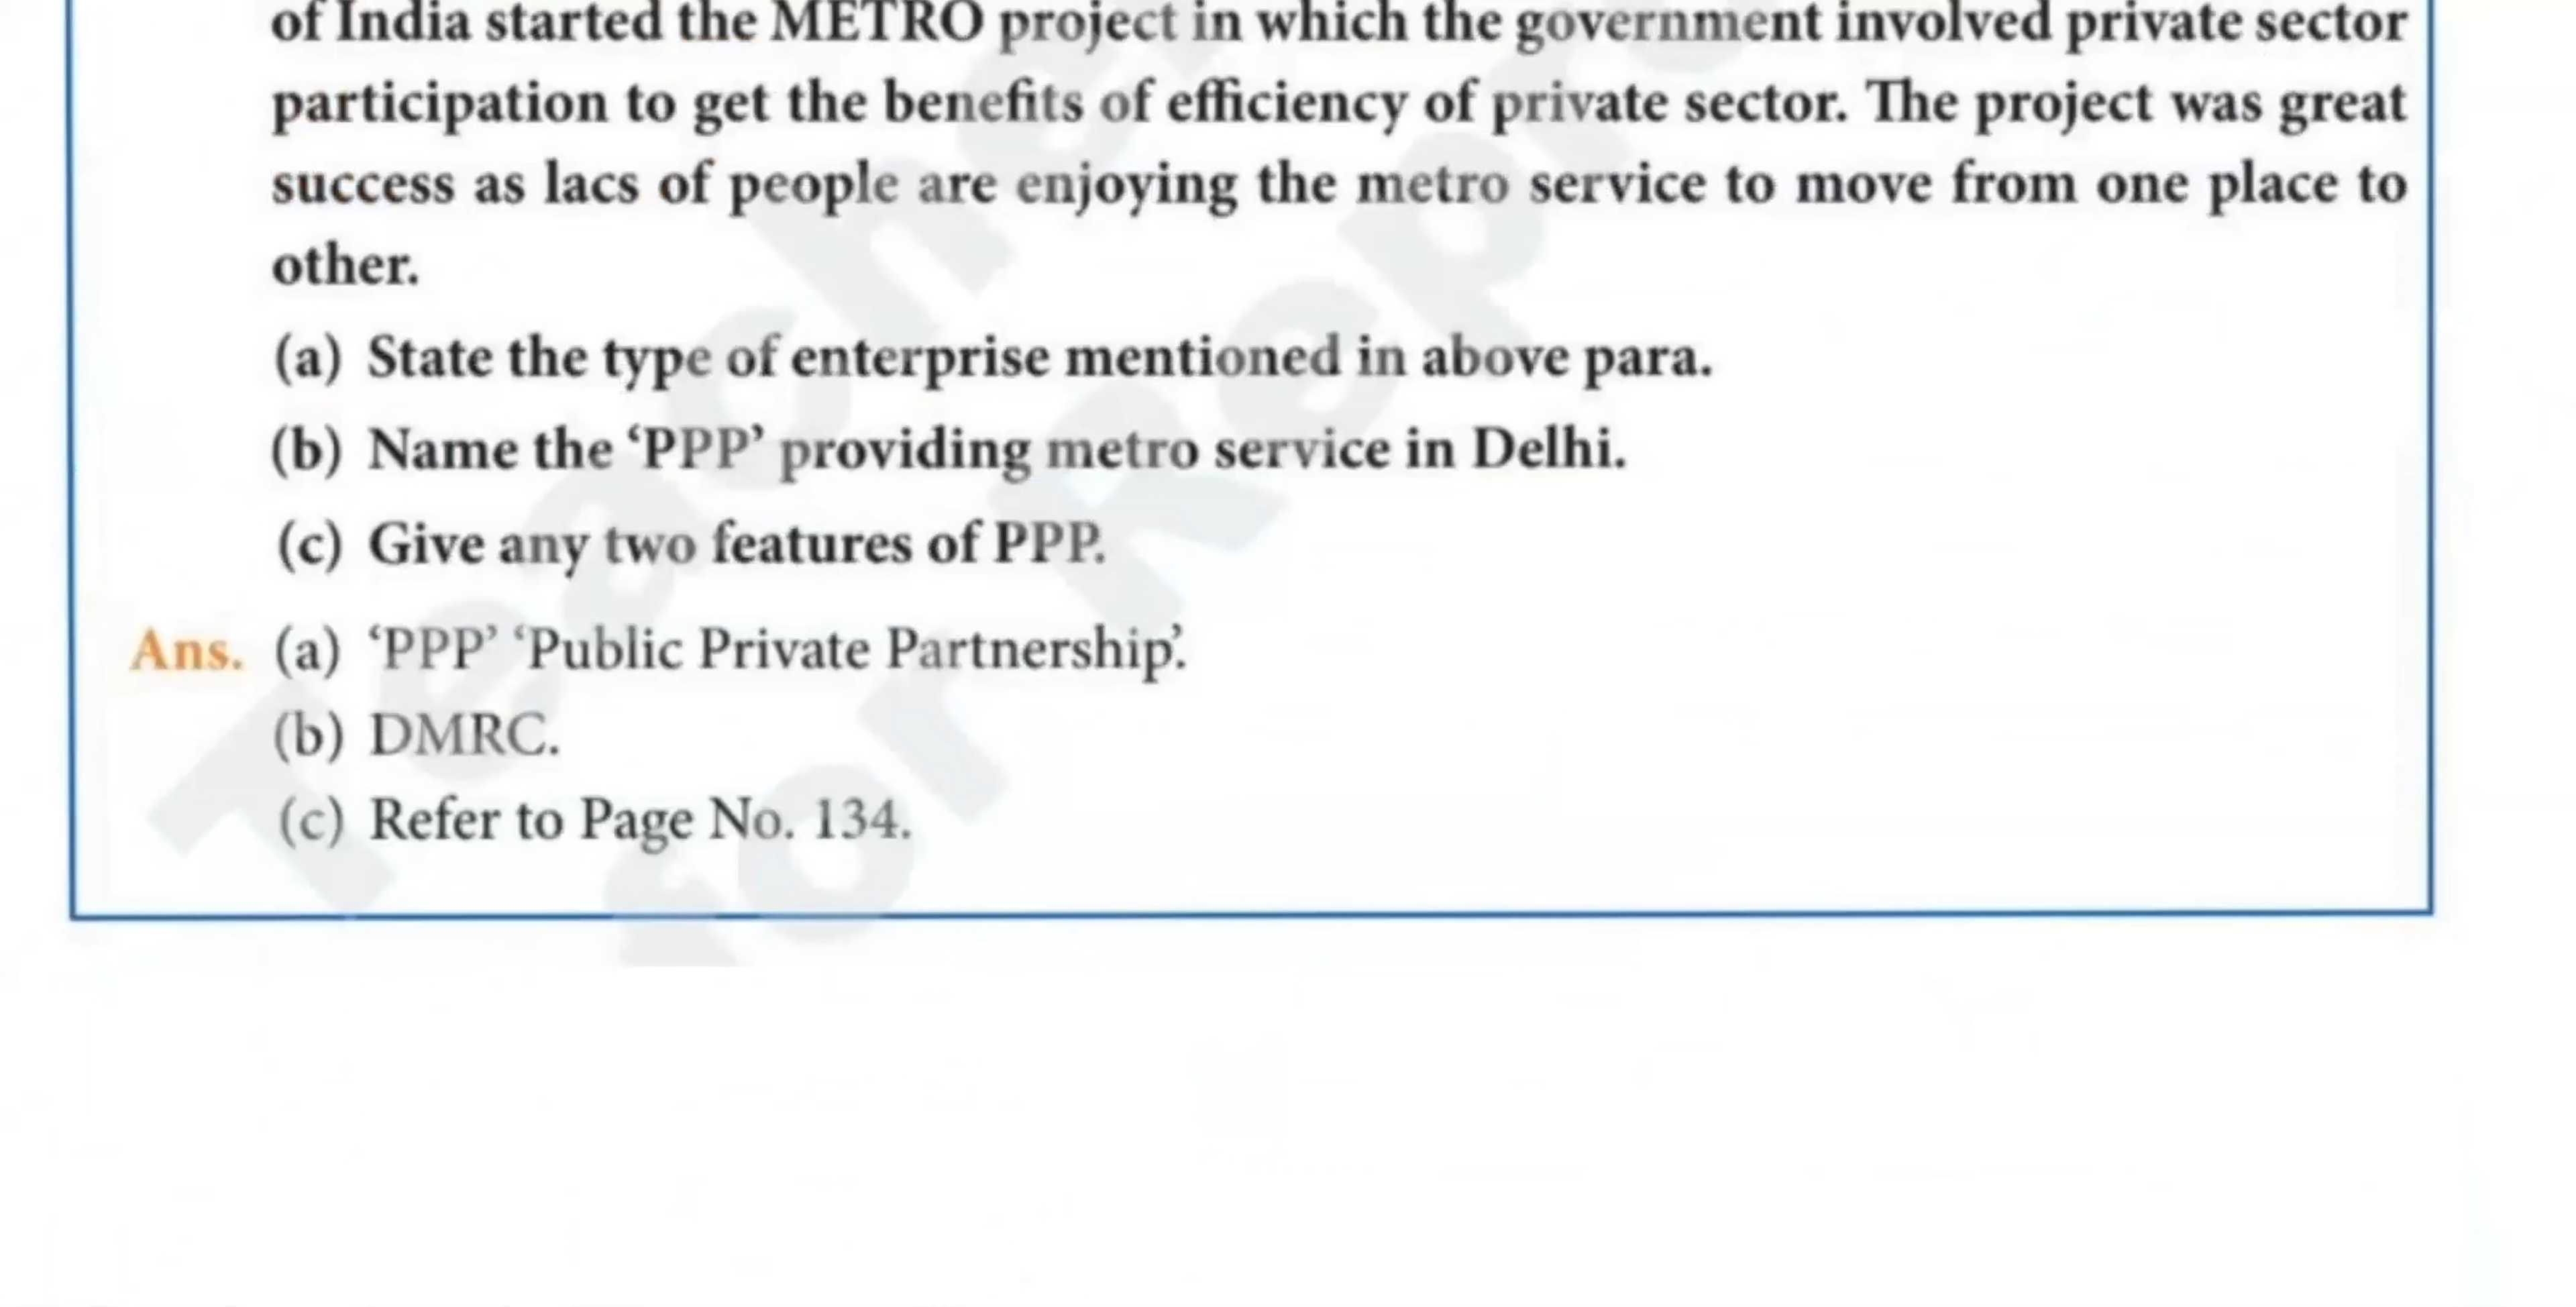 of India started the METRO project in which the government involved private sector
participation to get the benefits of efficiency of private sector. The project was great
success as lacs of people are enjoying the metro service to move from one place to
other.
(a) State the type of enterprise mentioned in above para.
(b) Name the ‘PPP’ providing metro service in Delhi.
(c) Give any two features of PPP.
Ans. (a) ‘PPP’ ‘Public Private Partnership’.
(b) DMRC.
(c) Refer to Page No. 134.